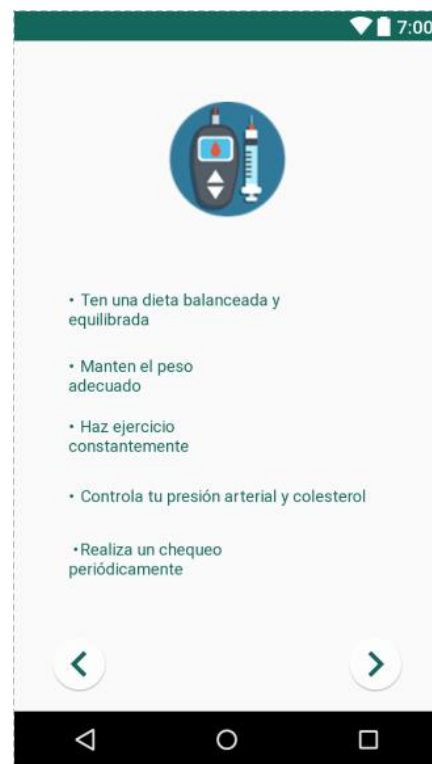 7:00
• Ten una dieta balanceada y
equilibrada
• Manten el peso
adecuado
• Haz ejercicio
constantemente
• Controla tu presión arterial y colesterol
•Realiza un chequeo
periódicamente